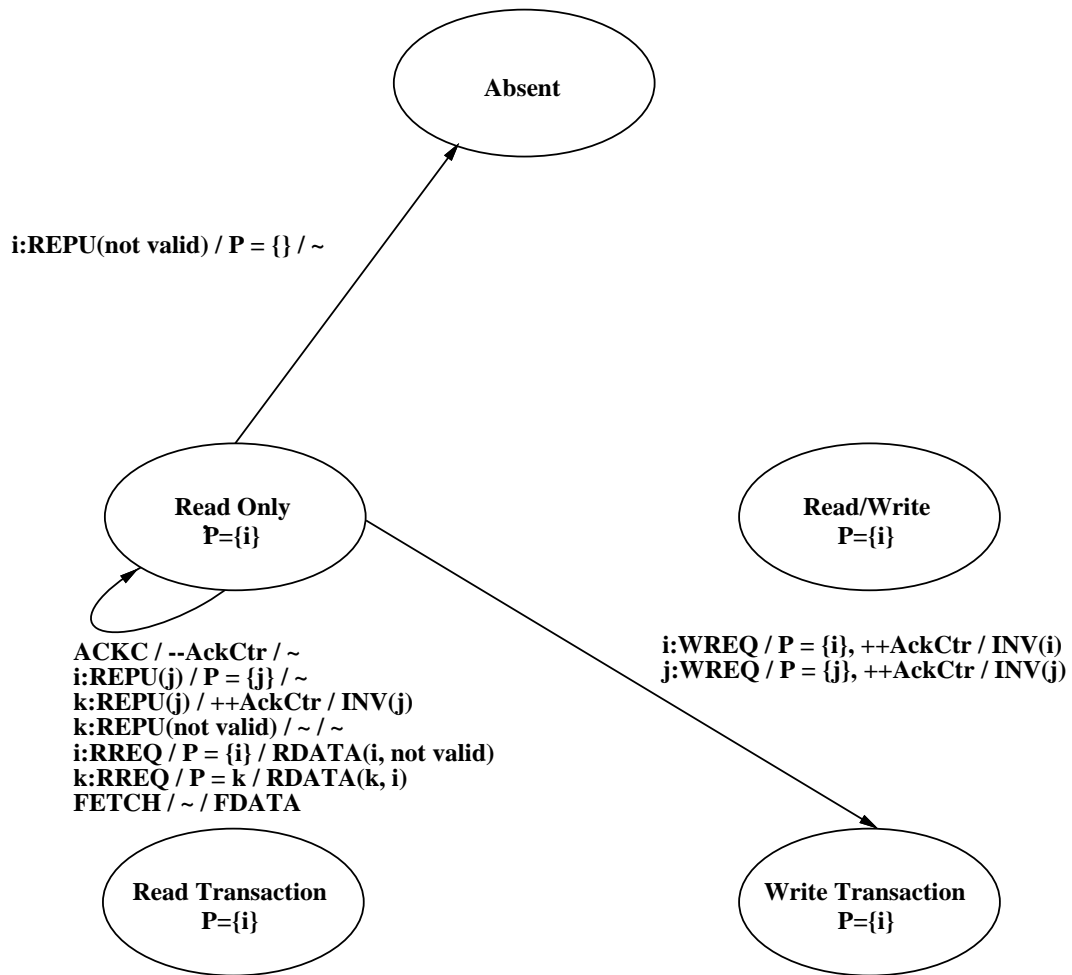 Absent
i:REPU(not valid) / P = {} / ~
Read Only
P={i}
Read/Write
P={i}
ACKC / --AckCtr / ~
i:REPU(j) / P = {j} / ~
k:REPU(j) / ++AckCtr / INV(j)
k:REPU(not valid) / ~ / ~
i:RREQ / P = {i} / RDATA(i, not valid)
k:RREQ / P = k / RDATA(k, i)
FETCH / ~ / FDATA
i:WREQ / P = {i}, ++AckCtr / INV(i)
j:WREQ / P = {j}, ++AckCtr / INV(j)
Read Transaction
P={i}
Write Transaction
P={i}